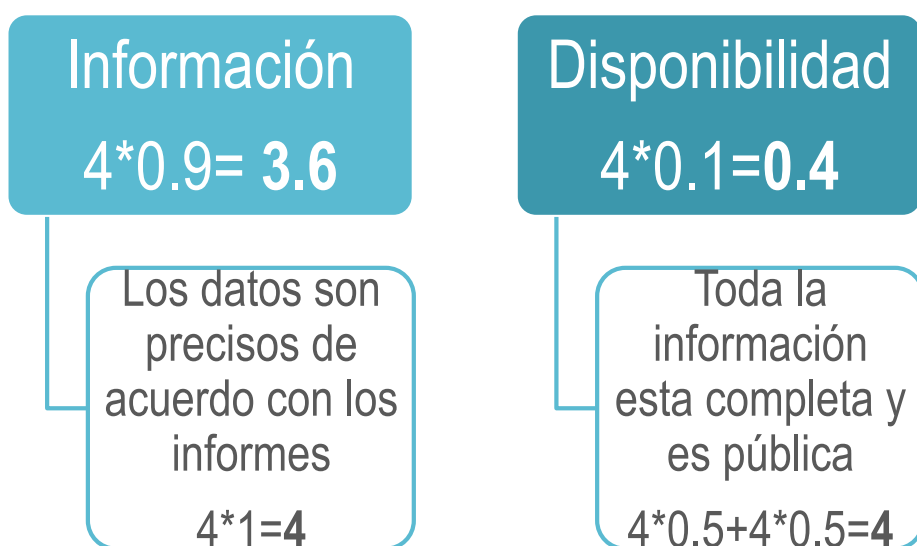 Información
4*0.9= 3.6
Los datos son
precisos de
acuerdo con los
informes
4*1=4
Disponibilidad
4*0.1=0.4
Toda la
información
esta completa y
es pública
4*0.5+4*0.5=4